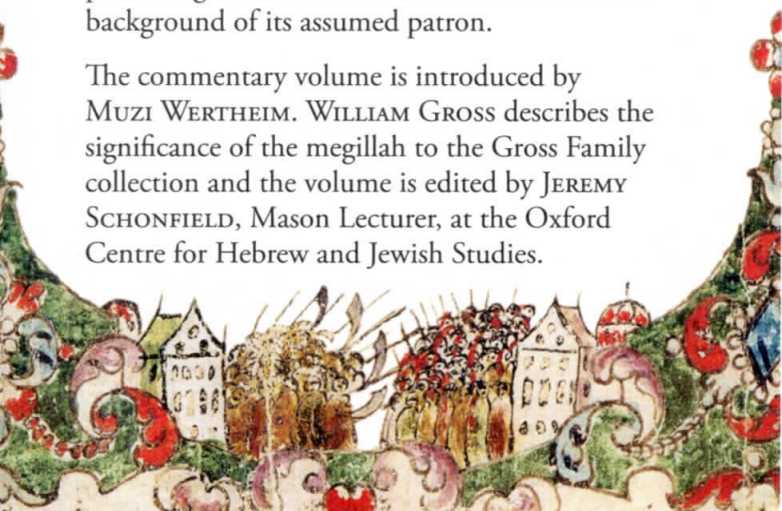 background of its assumed patron.
The commentary volume is introduced by
MUZI WERTHEIM. WILLIAM GROSS describes the
significance of the megillah to the Gross Family
collection and the volume is edited by JEREMY
SCHONFIELD, Mason Lecturer, at the Oxford
Centre for Hebrew and Jewish Studies.